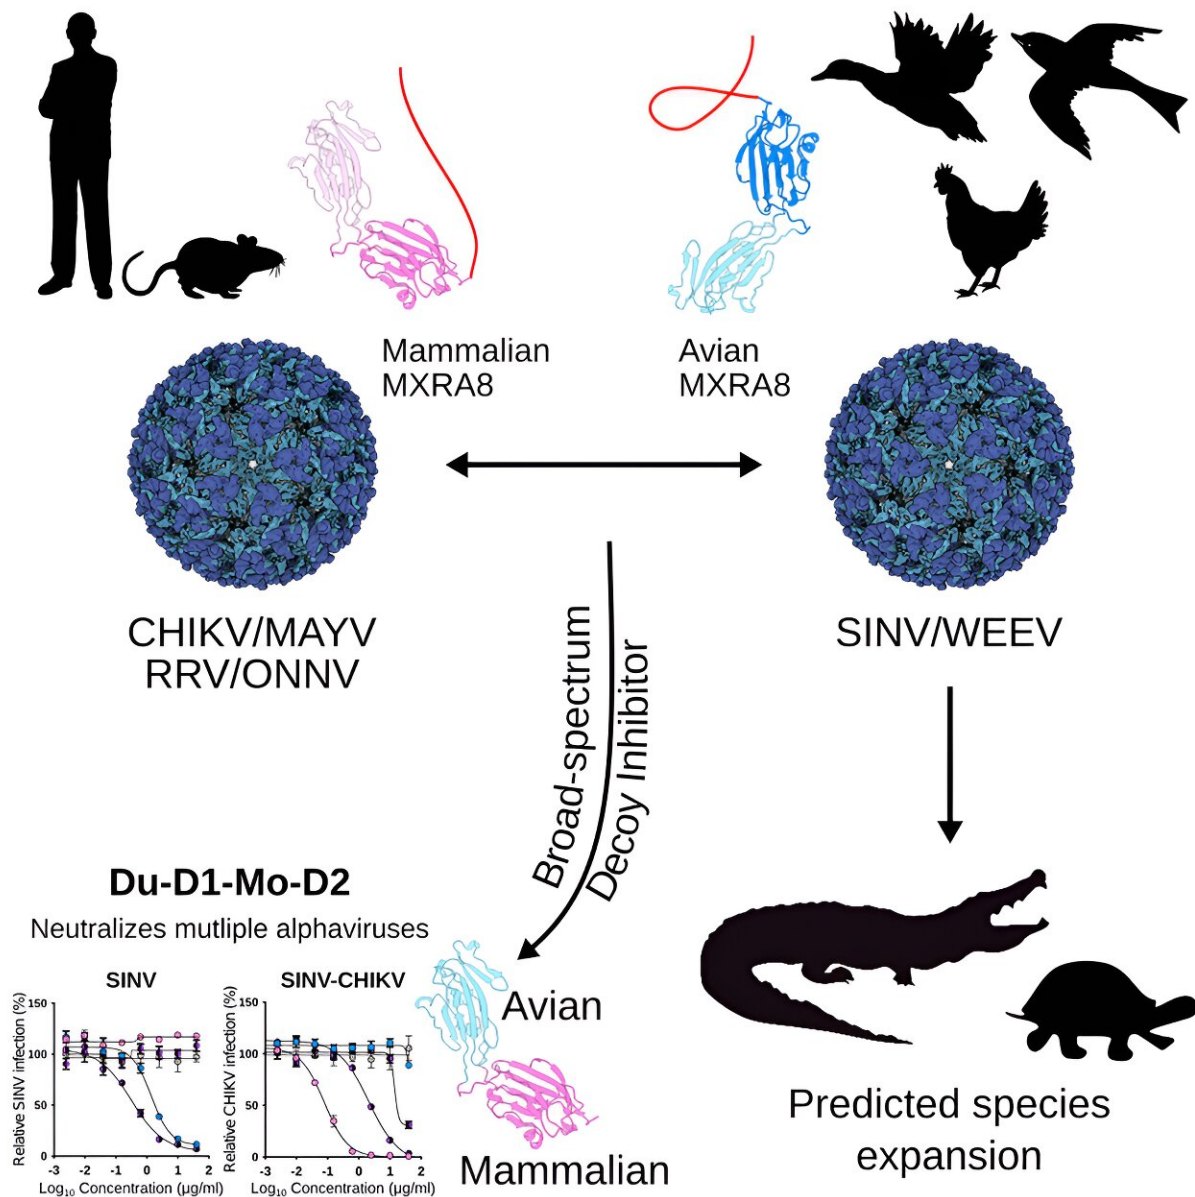 Mammalian
MXRA8
Avian
MXRA8
CHIKV/MAYV
RRV/ONNV
SINV/WEEV
Broad-spectrum
Decoy Inhibitor
Du-D1-Mo-D2
Neutralizes mutliple alphaviruses
SINV
Relative SINV infection (%)
150
100
50
0
-3 -2 -1 0 1 2
Log₁₀ Concentration (µg/ml)
SINV-CHIKV
Relative CHIKV infection (%)
150
100
50
0
-3 -2 -1 0 1 2
Log₁₀ Concentration (µg/ml)
Avian
Mammalian
Predicted species
expansion